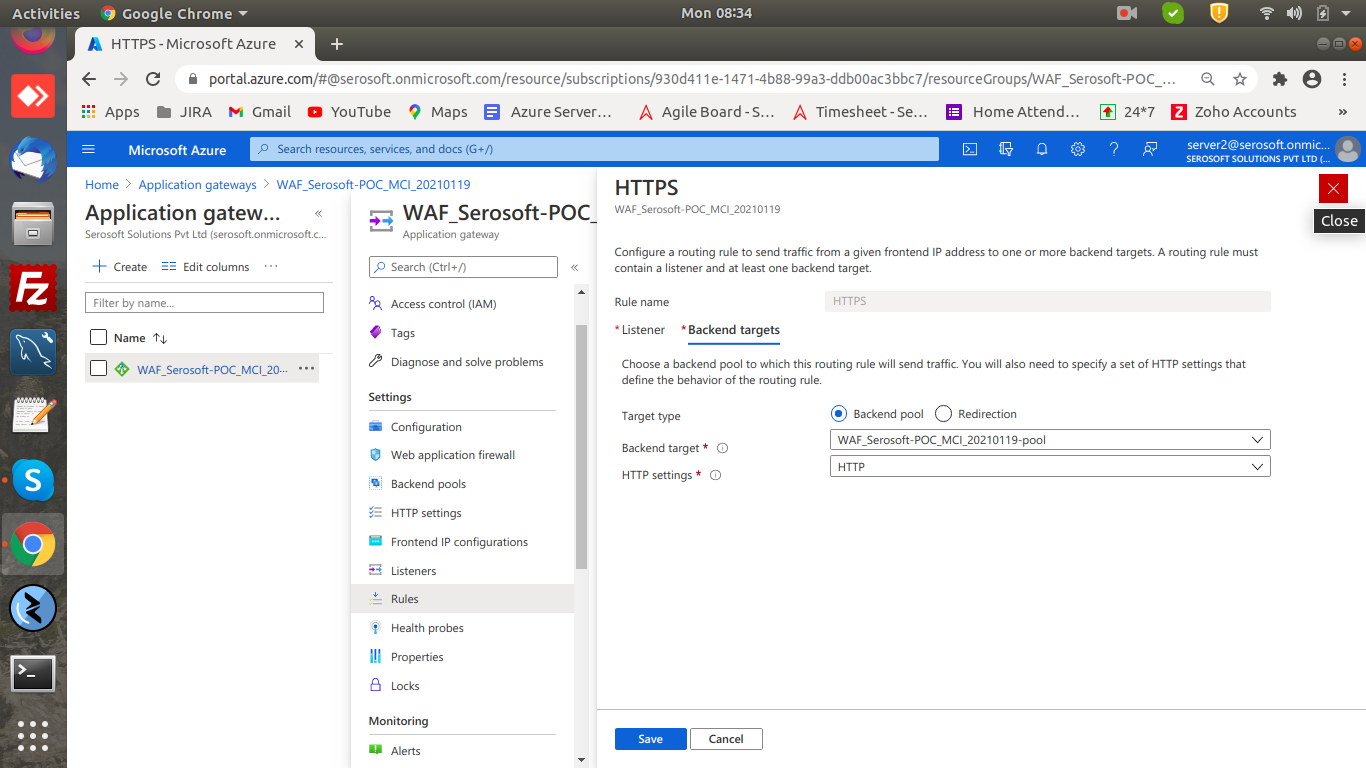 Activities
Google Chrome
Mon 08:34
HTTPS - Microsoft Azure
portal.azure.com/#@serosoft.onmicrosoft.com/resource/subscriptions/930d411e-1471-4b88-99a3-ddb00ac3bbc7/resourceGroups/WAF_Serosoft-POC_...
Apps
JIRA
Gmail
YouTube
Maps
Azure Server...
Agile Board - S...
Timesheet - Se...
Home Attend...
24*7
Zoho Accounts
»
Microsoft Azure
Search resources, services, and docs (G+/)
server2@serosoft.onmic...
SEROSOFT SOLUTIONS PVT LTD (...
Home > Application gateways > WAF_Serosoft-POC_MCI_20210119
Application gatew...
Serosoft Solutions Pvt Ltd (serosoft.onmicrosoft.c...
Create
Edit columns
Filter by name...
Name
WAF_Serosoft-POC_MCI_20...
WAF_Serosoft-POC_
Application gateway
Search (Ctrl+/)
Access control (IAM)
Tags
Diagnose and solve problems
Settings
Configuration
Web application firewall
Backend pools
HTTP settings
Frontend IP configurations
Listeners
Rules
Health probes
Properties
Locks
Monitoring
Alerts
HTTPS
WAF_Serosoft-POC_MCI_20210119
Close
Configure a routing rule to send traffic from a given frontend IP address to one or more backend targets. A routing rule must
contain a listener and at least one backend target.
Rule name
HTTPS
* Listener
* Backend targets
Choose a backend pool to which this routing rule will send traffic. You will also need to specify a set of HTTP settings that
define the behavior of the routing rule.
Target type
Backend pool
Redirection
Backend target *
WAF_Serosoft-POC_MCI_20210119-pool
HTTP settings *
HTTP
Save
Cancel